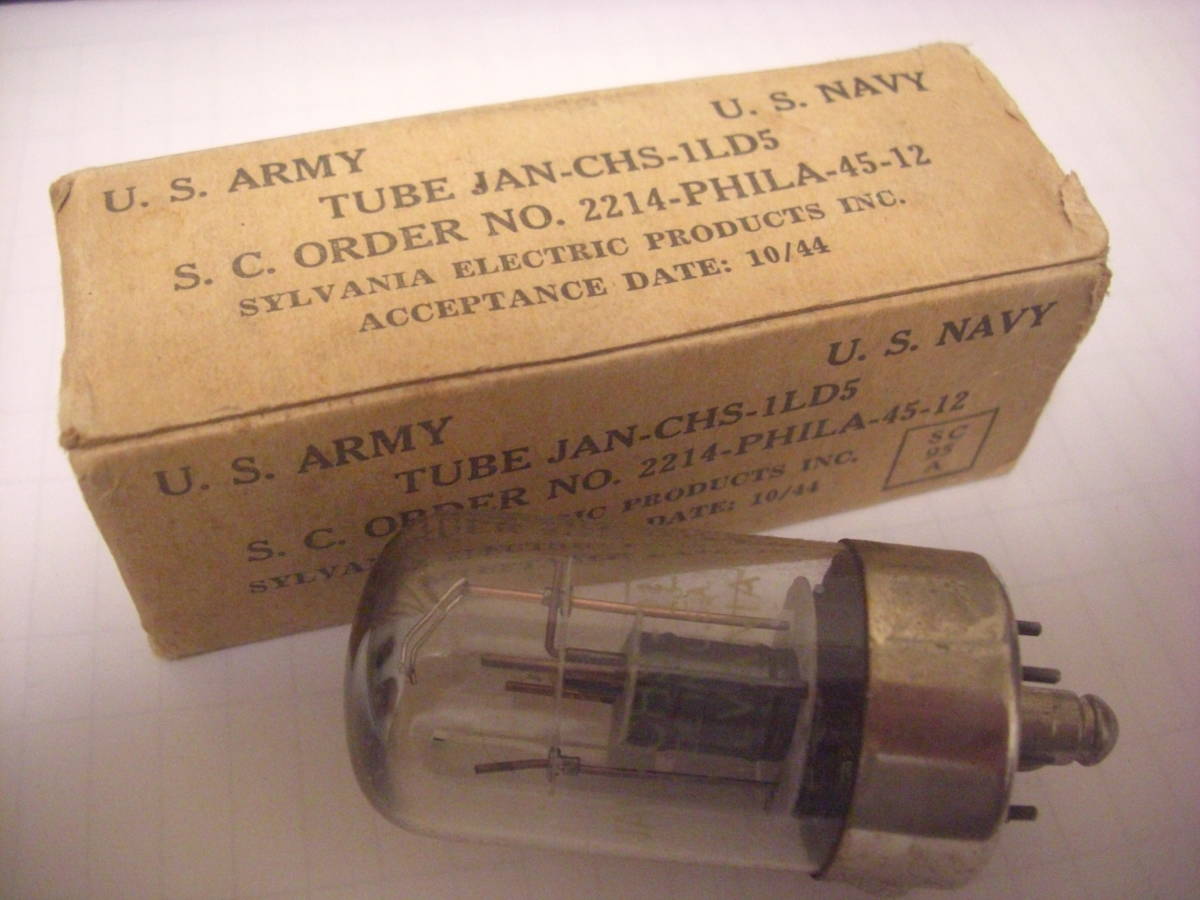 U. S. ARMY U. S. NAVY
TUBE JAN-CHS-1LD5
S. C. ORDER NO. 2214-PHILA-45-12
SYLVANIA ELECTRIC PRODUCTS INC.
ACCEPTANCE DATE: 10/44
U. S. ARMY U. S. NAVY
TUBE JAN-CHS-1LD5
S. C. ORDER NO. 2214-PHILA-45-12
SYLVANIA ELECTRIC PRODUCTS INC.
DATE: 10/44
SC
A